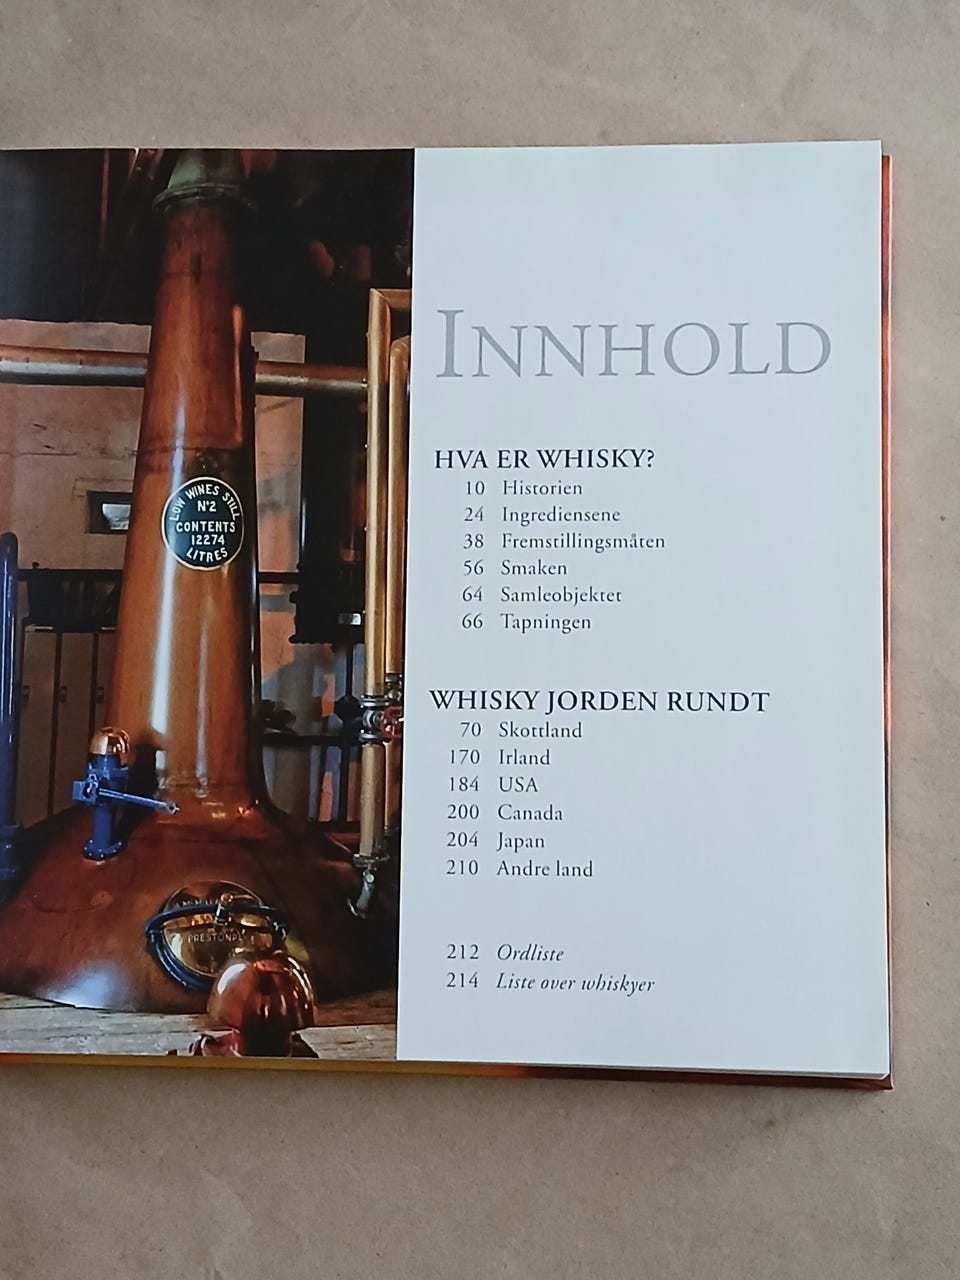 LOW WINES STILL
Nº2
CONTENTS
12274
LITRES
INNHOLD
HVA ER WHISKY?
10 Historien
24 Ingrediensene
38 Fremstillingsmåten
56 Smaken
64 Samleobjektet
66 Tapningen
WHISKY JORDEN RUNDT
70 Skottland
170 Irland
184 USA
200 Canada
204 Japan
210 Andre land
212 Ordliste
214 Liste over whiskyer